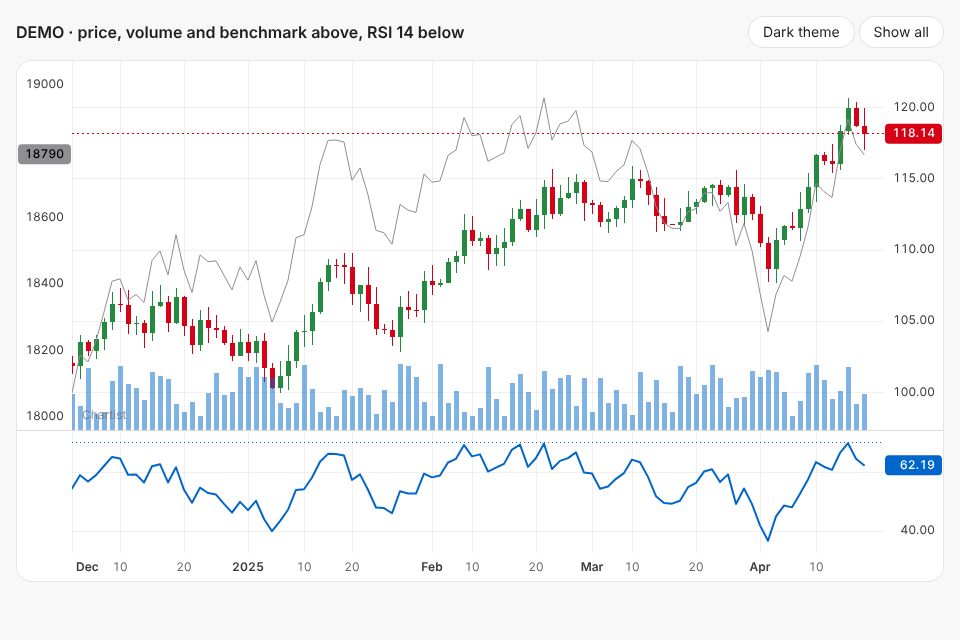 DEMO · price, volume and benchmark above, RSI 14 below
Dark theme
Show all
19000
18790
18600
18400
18200
18000
120.00
118.14
115.00
110.00
105.00
100.00
Chartist
62.19
40.00
Dec 10 20 2025 10 20 Feb 10 20 Mar 10 20 Apr 10